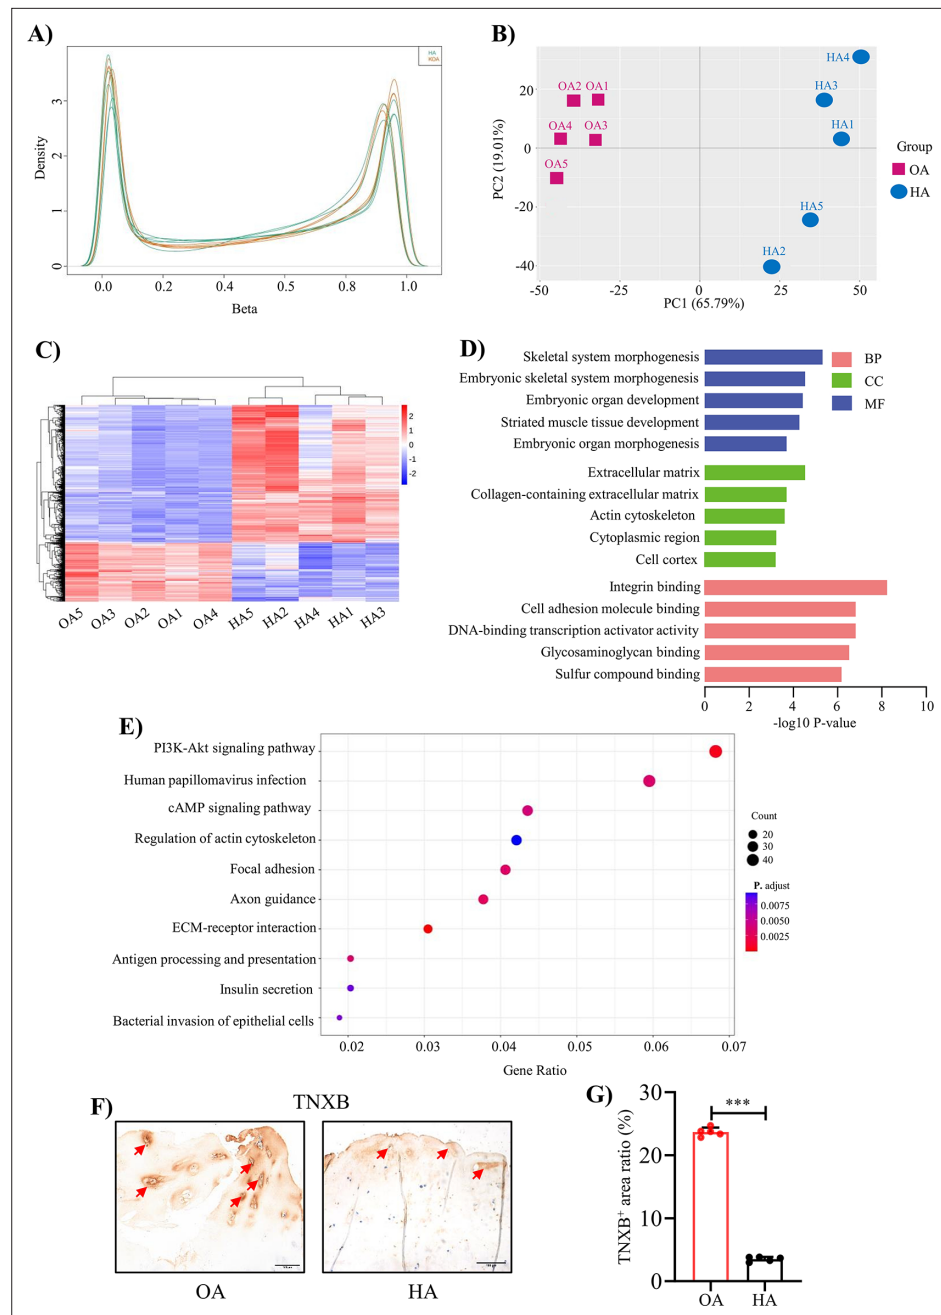 A)
HA
KOA
Density
0
1
2
3
0.0 0.2 0.4 0.6 0.8 1.0
Beta
B)
PC2 (19.01%)
20
0
-20
-40
HA4
HA3
OA2 OA1
OA4 OA3
HA1
OA5
HA5
HA2
-50 -25 0 25 50
PC1 (65.79%)
Group
OA
HA
C)
2
1
0
-1
-2
OA5 OA3 OA2 OA1 OA4 HA5 HA2 HA4 HA1 HA3
D)
Skeletal system morphogenesis
Embryonic skeletal system morphogenesis
Embryonic organ development
Striated muscle tissue development
Embryonic organ morphogenesis
Extracellular matrix
Collagen-containing extracellular matrix
Actin cytoskeleton
Cytoplasmic region
Cell cortex
Integrin binding
Cell adhesion molecule binding
DNA-binding transcription activator activity
Glycosaminoglycan binding
Sulfur compound binding
BP
CC
MF
0 2 4 6 8 10
-log10 P-value
E)
PI3K-Akt signaling pathway
Human papillomavirus infection
cAMP signaling pathway
Regulation of actin cytoskeleton
Focal adhesion
Axon guidance
ECM-receptor interaction
Antigen processing and presentation
Insulin secretion
Bacterial invasion of epithelial cells
0.02 0.03 0.04 0.05 0.06 0.07
Gene Ratio
Count
20
30
40
P. adjust
0.0075
0.0050
0.0025
F)
TNXB
OA HA
G)
TNXB+ area ratio (%)
30
20
10
0
***
OA HA